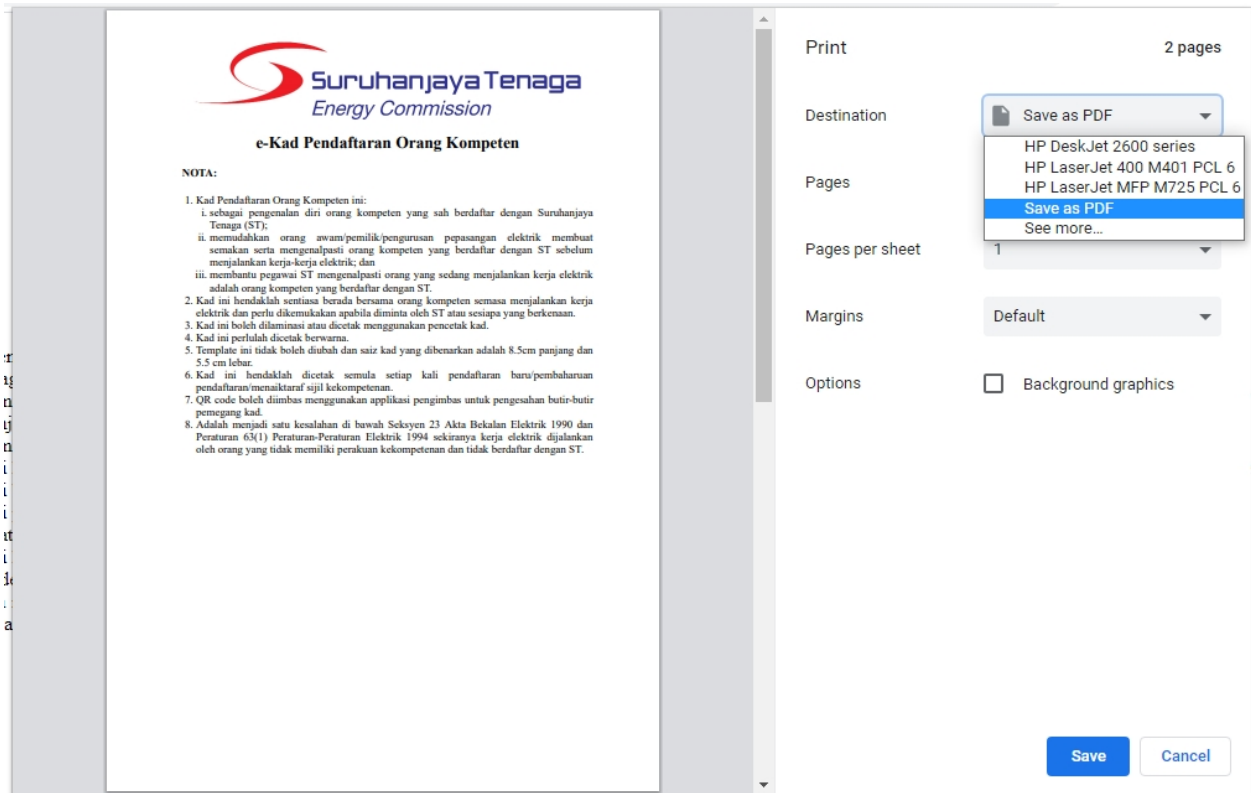 Suruhanjaya Tenaga
Energy Commission
e-Kad Pendaftaran Orang Kompeten
NOTA:
1. Kad Pendaftaran Orang Kompeten ini:
i. sebagai pengenalan diri orang kompeten yang sah berdaftar dengan Suruhanjaya
Tenaga (ST);
ii. memudahkan orang awam/pemilik/pengurusan pepasangan elektrik membuat
semakan serta mengenalpasti orang kompeten yang berdaftar dengan ST sebelum
menjalankan kerja-kerja elektrik; dan
iii. membantu pegawai ST mengenalpasti orang yang sedang menjalankan kerja elektrik
adalah orang kompeten yang berdaftar dengan ST.
2. Kad ini hendaklah sentiasa berada bersama orang kompeten semasa menjalankan kerja
elektrik dan perlu dikemukakan apabila diminta oleh ST atau sesiapa yang berkenaan.
3. Kad ini boleh dilaminasi atau dicetak menggunakan pencetak kad.
4. Kad ini perlulah dicetak berwarna.
5. Template ini tidak boleh diubah dan saiz kad yang dibenarkan adalah 8.5cm panjang dan
5.5 cm lebar.
6. Kad ini hendaklah dicetak semula setiap kali pendaftaran baru/pembaharuan
pendaftaran/menaiktaraf sijil kekompetenan.
7. QR code boleh diimbas menggunakan applikasi pengimbas untuk pengesahan butir-butir
pemegang kad.
8. Adalah menjadi satu kesalahan di bawah Seksyen 23 Akta Bekalan Elektrik 1990 dan
Peraturan 63(1) Peraturan-Peraturan Elektrik 1994 sekiranya kerja elektrik dijalankan
oleh orang yang tidak memiliki perakuan kekompetenan dan tidak berdaftar dengan ST.
Print
2 pages
Destination
Save as PDF
HP DeskJet 2600 series
HP LaserJet 400 M401 PCL 6
HP LaserJet MFP M725 PCL 6
Save as PDF
See more...
Pages
Pages per sheet
1
Margins
Default
Options
Background graphics
Save
Cancel